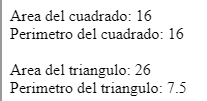 Area del cuadrado: 16
Perimetro del cuadrado: 16
Area del triangulo: 26
Perimetro del triangulo: 7.5